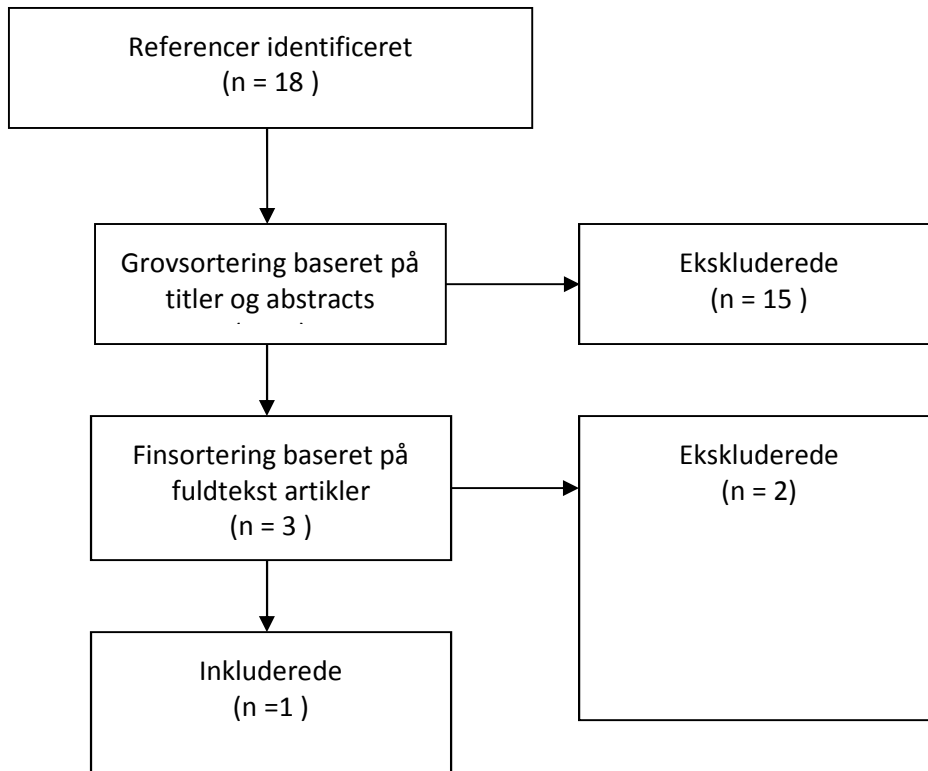 Referencer identificeret
(n = 18 )
Grovsortering baseret på
titler og abstracts
Ekskluderede
(n = 15 )
Finsortering baseret på
fuldtekst artikler
(n = 3 )
Ekskluderede
(n = 2)
Inkluderede
(n =1 )